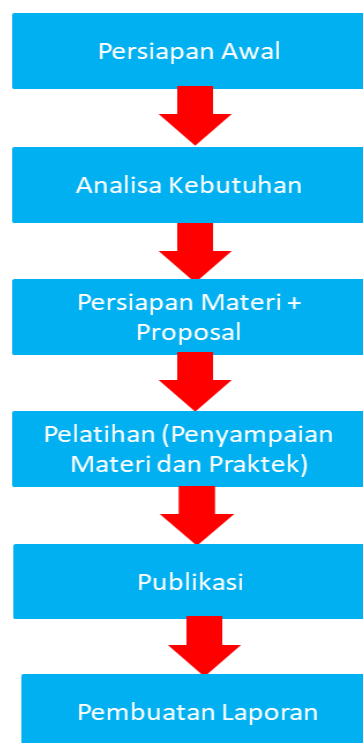 Persiapan Awal
Analisa Kebutuhan
Persiapan Materi +
Proposal
Pelatihan (Penyampaian
Materi dan Praktek)
Publikasi
Pembuatan Laporan